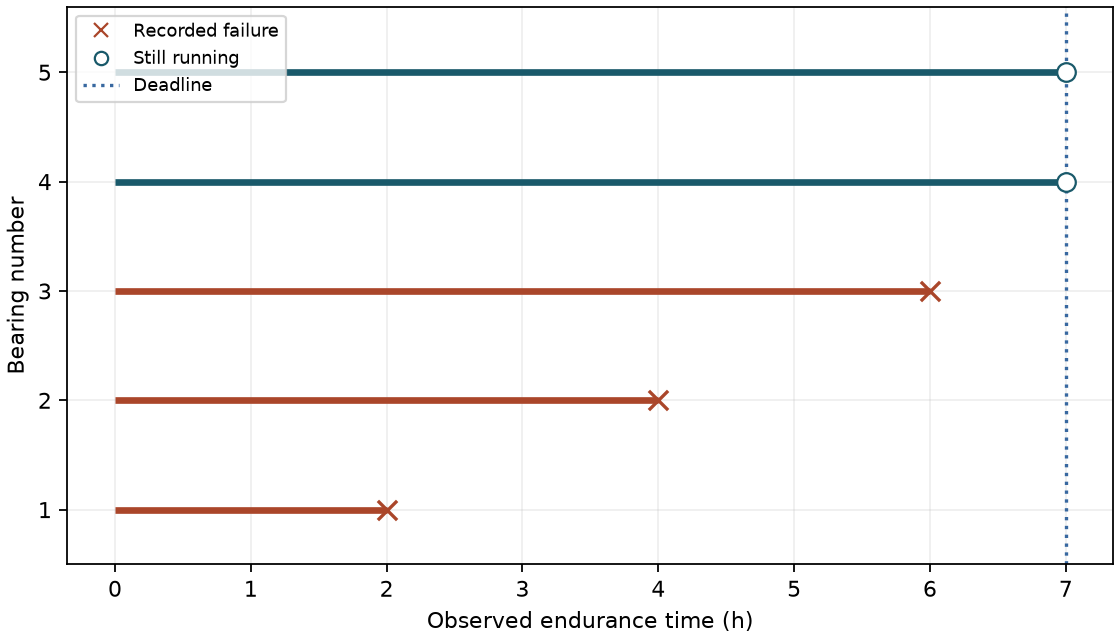 Recorded failure
Still running
Deadline
5
4
3
2
1
Bearing number
0 1 2 3 4 5 6 7
Observed endurance time (h)